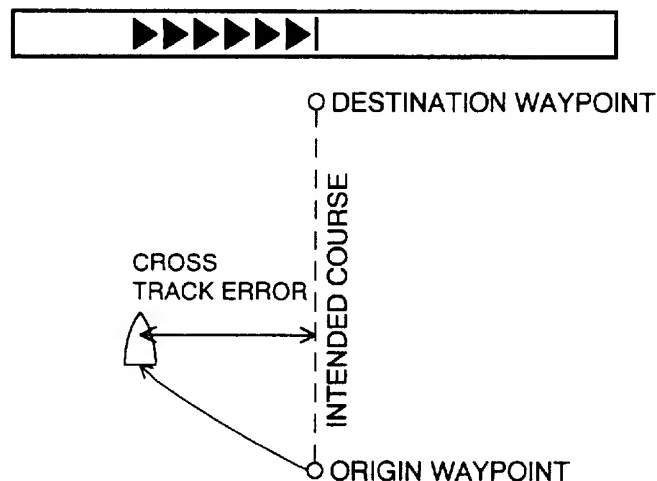 DESTINATION WAYPOINT
INTENDED COURSE
CROSS
TRACK ERROR
ORIGIN WAYPOINT